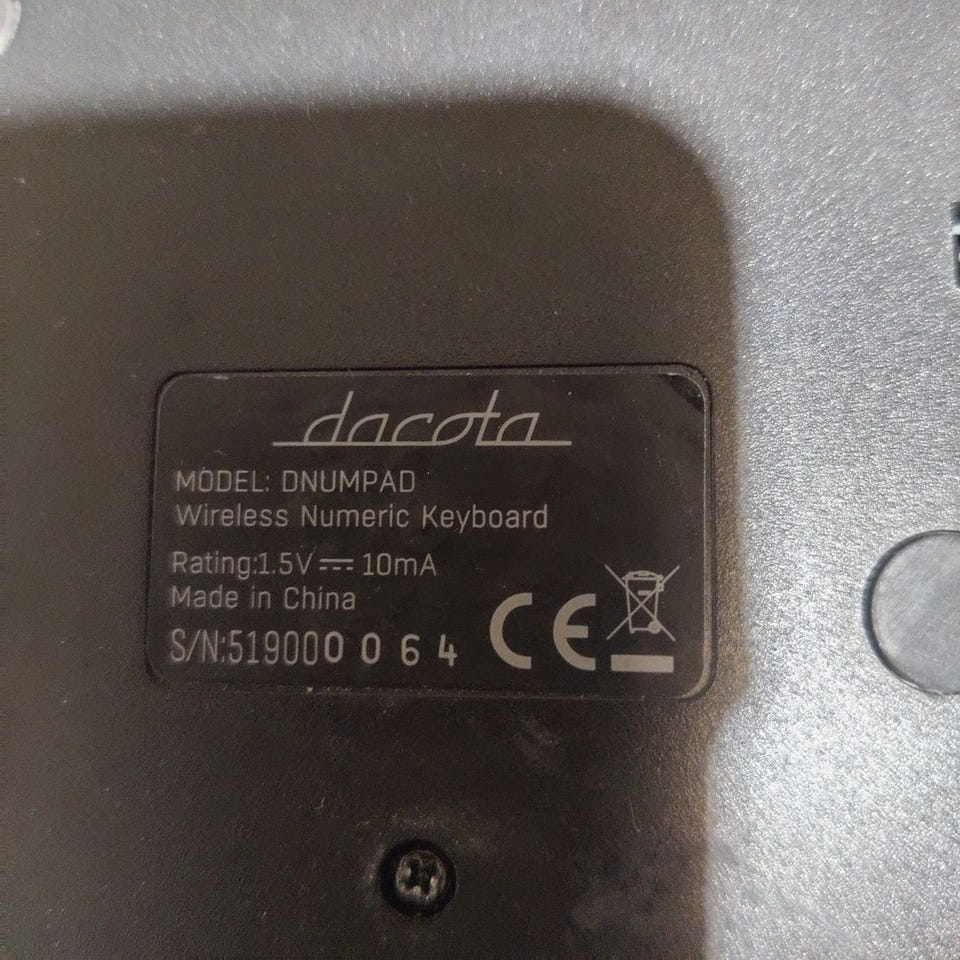 dacota
MODEL: DNUMPAD
Wireless Numeric Keyboard
Rating:1.5V ⎓ 10mA
Made in China
S/N:519000 0 6 4
CE